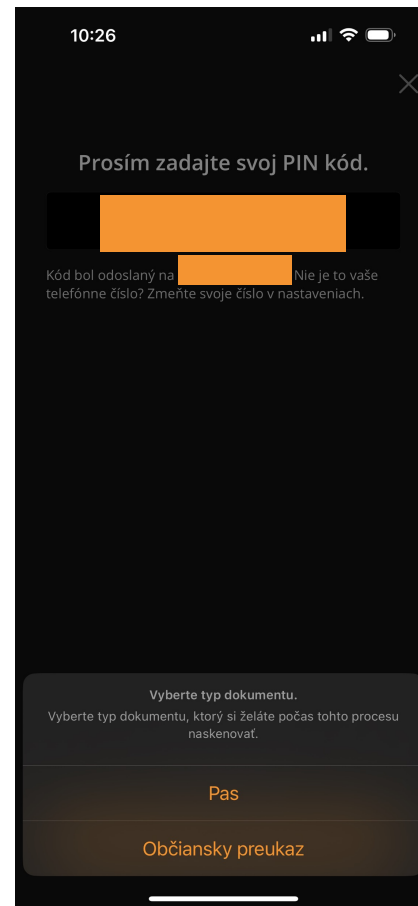 10:26
Prosím zadajte svoj PIN kód.
Kód bol odoslaný na Nie je to vaše
telefónne číslo? Zmeňte svoje číslo v nastaveniach.
Vyberte typ dokumentu.
Vyberte typ dokumentu, ktorý si želáte počas tohto procesu
naskenovať.
Pas
Občiansky preukaz